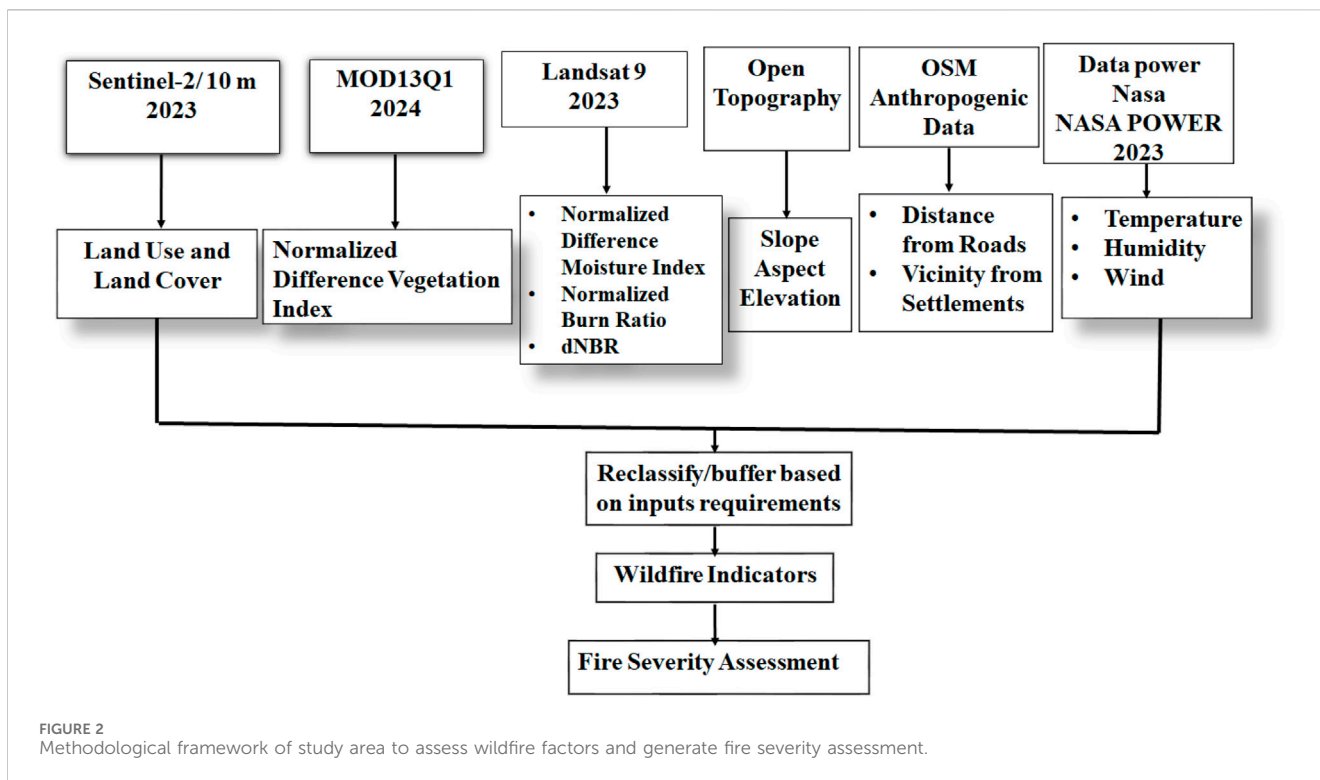 Sentinel-2/ 10 m
2023
MOD13Q1
2024
Landsat 9
2023
Open
Topography
OSM
Anthropogenic
Data
Data power
Nasa
NASA POWER
2023
Land Use and
Land Cover
Normalized
Difference Vegetation
Index
• Normalized
Difference
Moisture Index
• Normalized
Burn Ratio
• dNBR
Slope
Aspect
Elevation
• Distance
from Roads
• Vicinity from
Settlements
• Temperature
• Humidity
• Wind
Reclassify/buffer based
on inputs requirements
Wildfire Indicators
Fire Severity Assessment
FIGURE 2
Methodological framework of study area to assess wildfire factors and generate fire severity assessment.